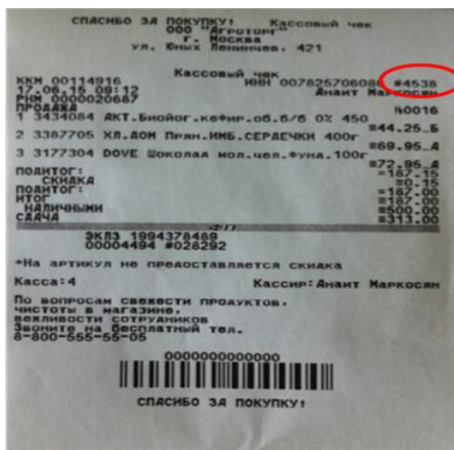 СПАСИБО ЗА ПОКУПКУ! Кассовый чек
ООО "Агроторг"
г. Москва
ул. Юных Ленинцев. 421
Кассовый чек
ККМ 00114916 ИНН 007825706086 #4538
17.06.15 09:12 Анаит Маркосян
РНМ 0000020687
ПРОДАЖА №0016
1 3434084 АКТ.Биойог.кефир.об.б/б 0% 450
=44.25_Б
2 3387705 ХЛ.ДОМ Прян.ИМБ.СЕРДЕЧКИ 400г
=69.95_А
3 3177304 DOVE Шоколад мол.цел.Фунд.100г
=72.95_А
ПОДИТОГ: =187.15
СКИДКА =0.15
ПОДИТОГ: =187.00
ИТОГ =187.00
НАЛИЧНЫМИ =500.00
СДАЧА =313.00
ФП
ЭКЛЗ 1994378489
00004494 #028292
*На артикул не предоставляется скидка
Касса:4 Кассир:Анаит Маркосян
По вопросам свежести продуктов,
чистоты в магазине,
вежливости сотрудников
Звоните на бесплатный тел.
8-800-555-55-05
0000000000000
СПАСИБО ЗА ПОКУПКУ!